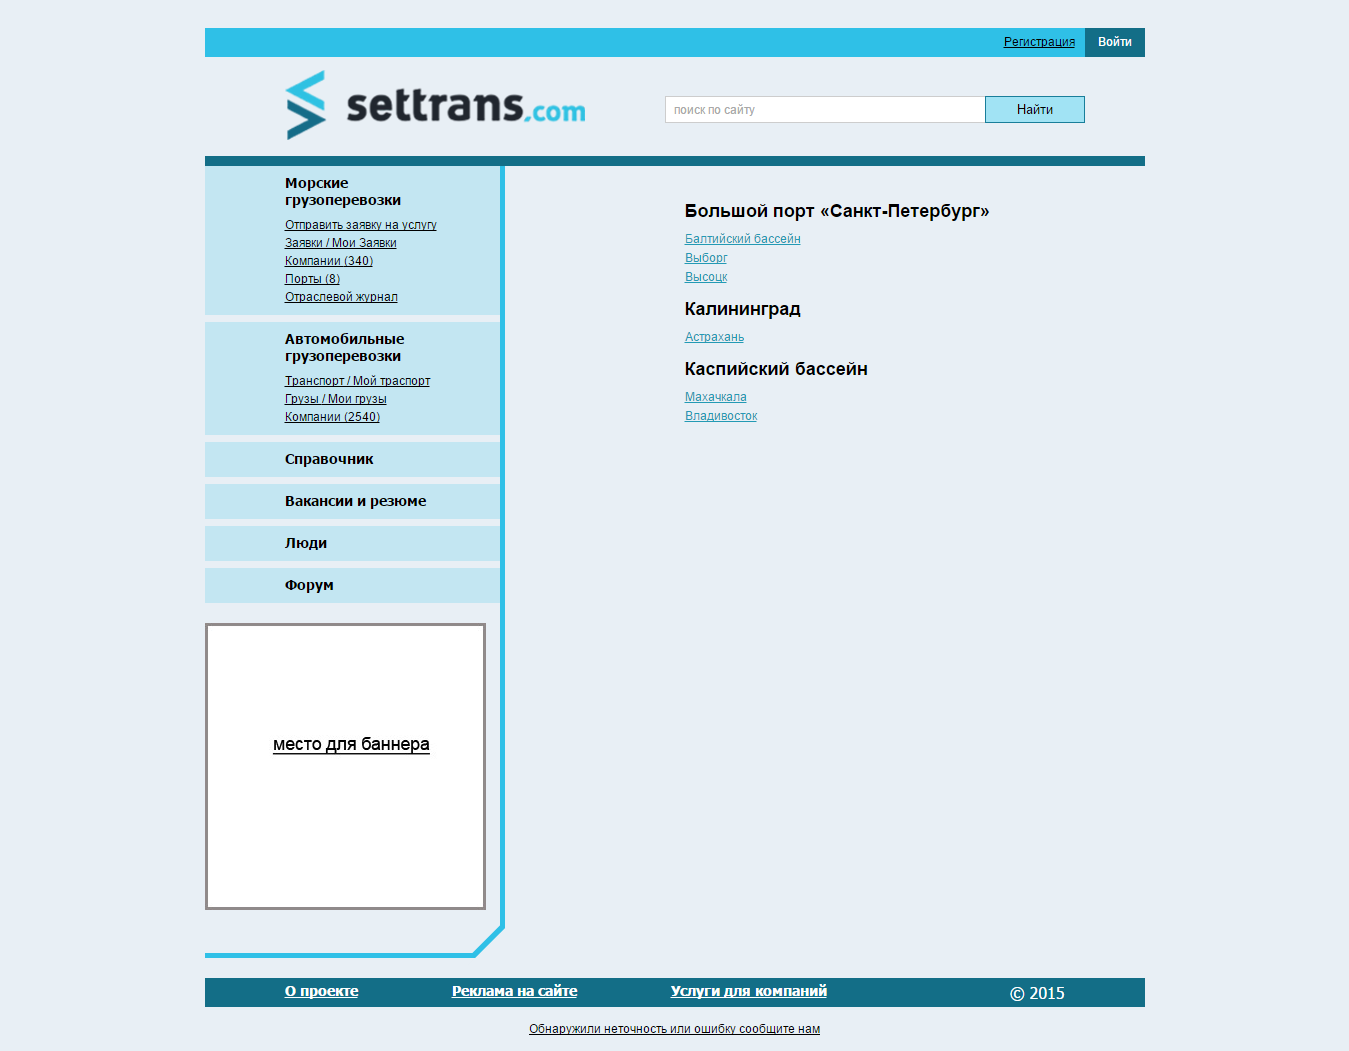 Регистрация
Войти
settrans.com
поиск по сайту
Найти
Морские
грузоперевозки
Отправить заявку на услугу
Заявки / Мои Заявки
Компании (340)
Порты (8)
Отраслевой журнал
Автомобильные
грузоперевозки
Транспорт / Мой траспорт
Грузы / Мои грузы
Компании (2540)
Справочник
Вакансии и резюме
Люди
Форум
место для баннера
Большой порт «Санкт-Петербург»
Балтийский бассейн
Выборг
Высоцк
Калининград
Астрахань
Каспийский бассейн
Махачкала
Владивосток
О проекте
Реклама на сайте
Услуги для компаний
© 2015
Обнаружили неточность или ошибку сообщите нам